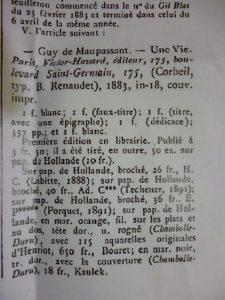 feuilleton commencé dans le n° du Gil Blas
du 25 février 1883 et terminé dans celui du
6 avril de la même année.
V. l'article suivant :
— Guy de Maupassant. — Une Vie.
Paris, Victor-Havard, éditeur, 175, bou-
levard Saint-Germain, 175, (Corbeil,
typ. B. Renaudet), 1883, in-18, couv.
impr.
1 f. blanc; 1 f. (faux-titre); 1 f. (titre,
avec une épigraphe); 1 f. (dédicace);
337 pp.; et 1 f. blanc.
Première édition en librairie. Publié à
3 fr. 50; il a été tiré, en outre, 50 ex. sur
pap. de Hollande (10 fr.).
Sur pap. de Hollande, broché, 26 fr., H.
C. (Labitte, 1888); sur pap. de Hollande,
broché, 40 fr., Ad. C*** (Techener, 1891);
sur pap. de Hollande, broché, 36 fr., E.
P***** (Porquet, 1891); sur pap. de Hol-
lande, en mar. orange, fil. sur les plats et
au dos, tête dor., n. rogné (Chambolle-
Duru), avec 115 aquarelles originales
d'Henriot, 650 fr., Bouret; en mar. noir,
tr. dor., avec la couverture (Chambolle-
Duru), 18 fr., Kaulek.